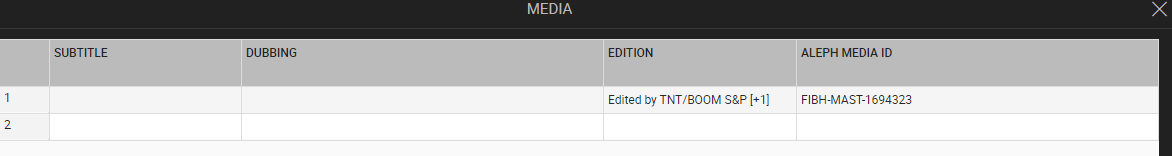 MEDIA
SUBTITLE DUBBING EDITION ALEPH MEDIA ID
1 Edited by TNT/BOOM S&P [+1] FIBH-MAST-1694323
2